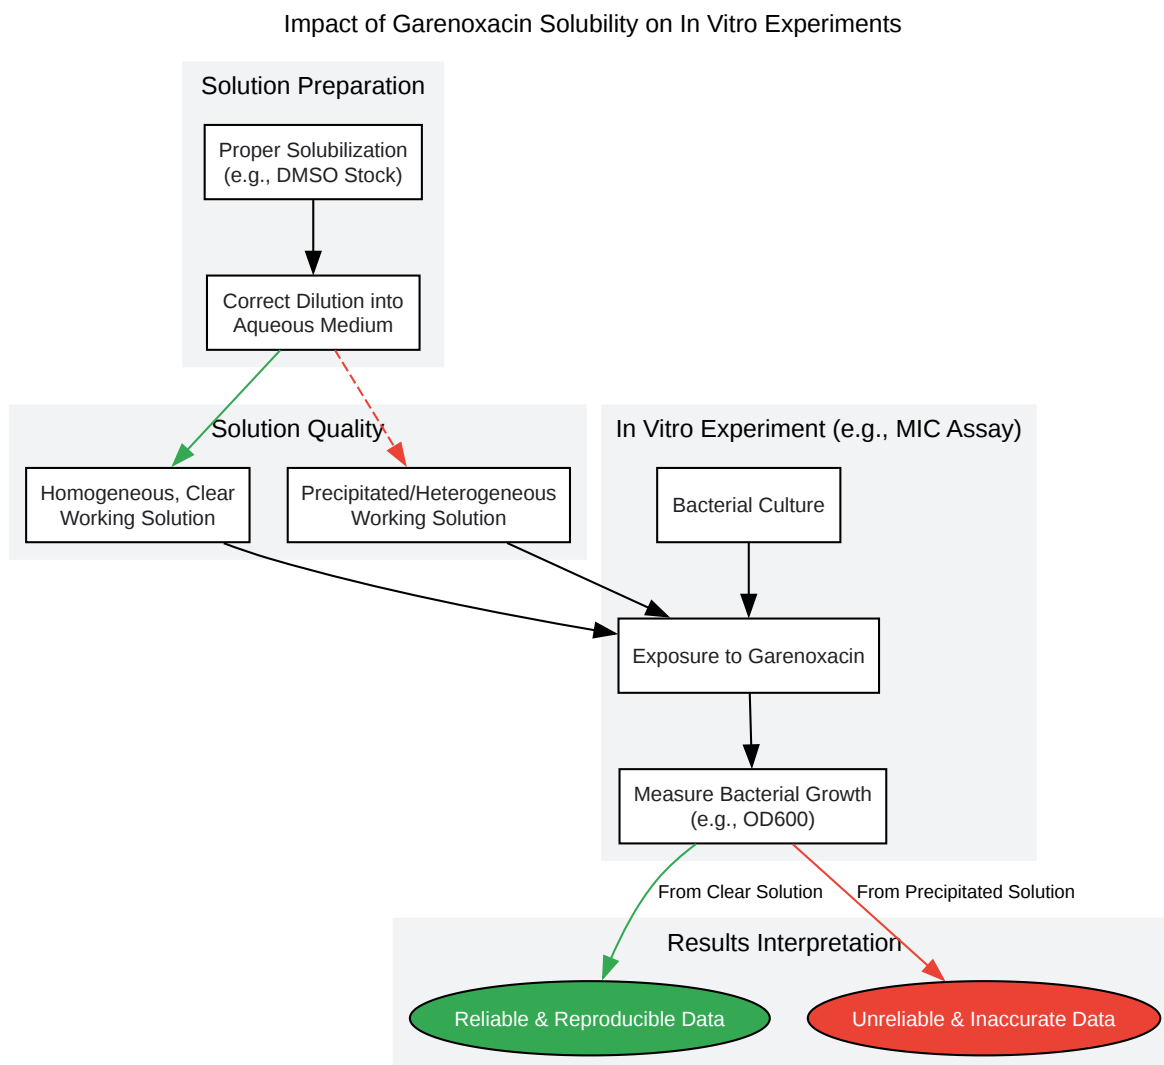 Impact of Garenoxacin Solubility on In Vitro Experiments
Solution Preparation
Proper Solubilization
(e.g., DMSO Stock)
Correct Dilution into
Aqueous Medium
Solution Quality
Homogeneous, Clear
Working Solution
Precipitated/Heterogeneous
Working Solution
In Vitro Experiment (e.g., MIC Assay)
Bacterial Culture
Exposure to Garenoxacin
Measure Bacterial Growth
(e.g., OD600)
From Clear Solution
From Precipitated Solution
Results Interpretation
Reliable & Reproducible Data
Unreliable & Inaccurate Data